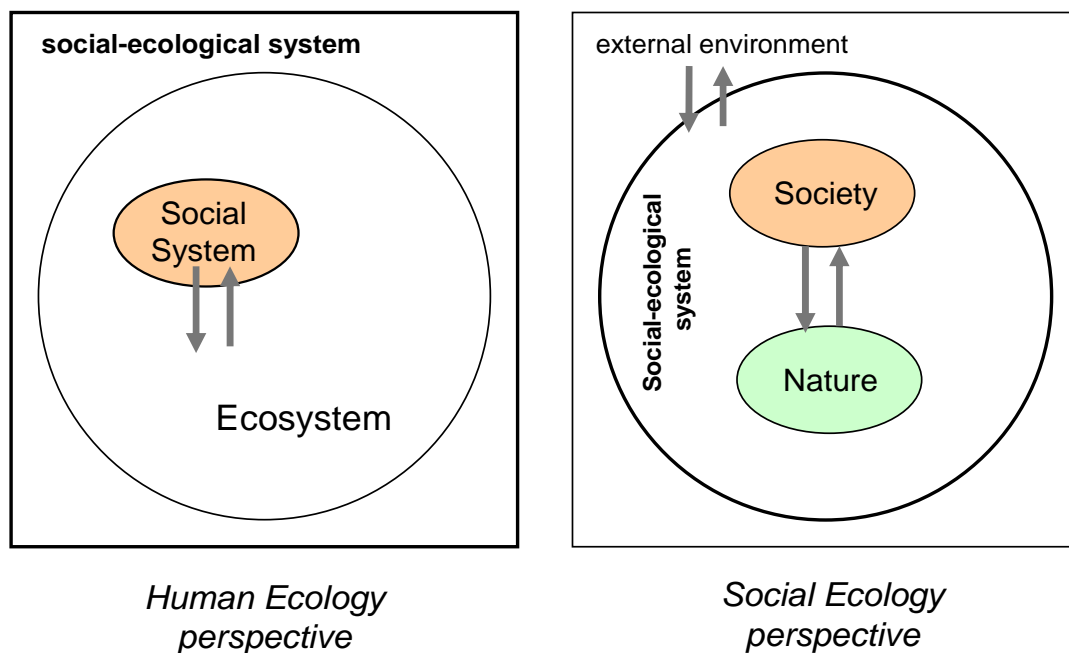 social-ecological system
Social
System
Ecosystem
Human Ecology
perspective
external environment
Society
Social-ecological
system
Nature
Social Ecology
perspective